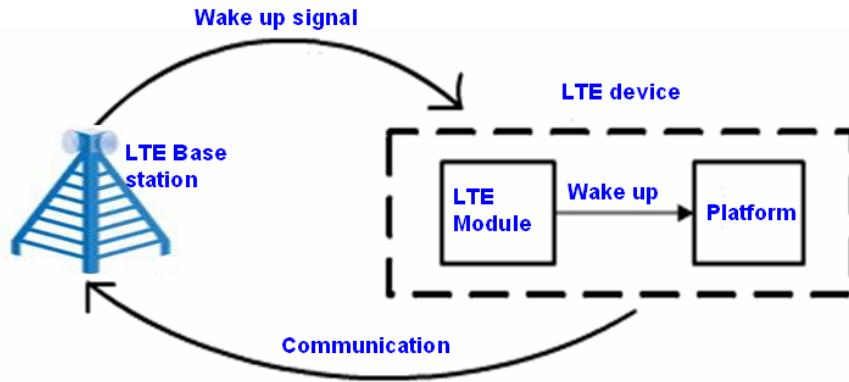 Wake up signal
LTE device
LTE Base
station
LTE
Module
Wake up
Platform
Communication